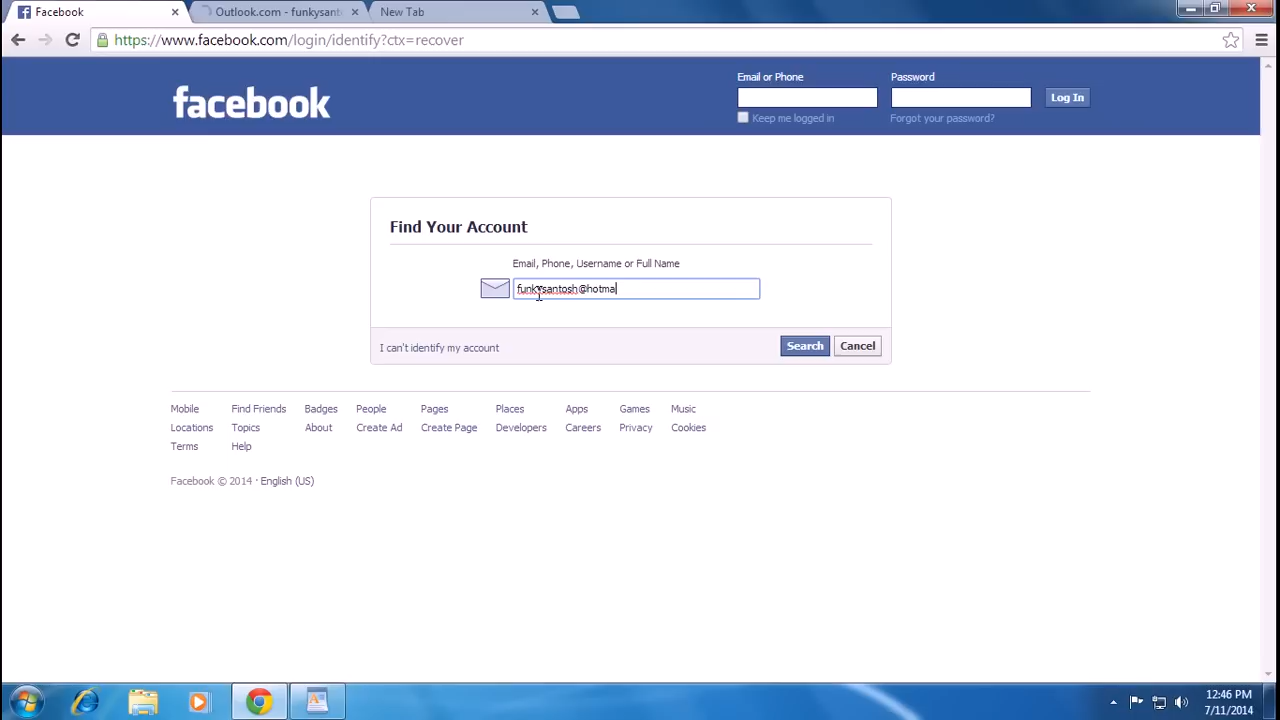 Facebook
Outlook.com - funkysant
New Tab
https://www.facebook.com/login/identify?ctx=recover
facebook
Email or Phone
Password
Log In
Keep me logged in
Forgot your password?
Find Your Account
Email, Phone, Username or Full Name
funkysantosh@hotma
I can't identify my account
Search
Cancel
Mobile Find Friends Badges People Pages Places Apps Games Music
Locations Topics About Create Ad Create Page Developers Careers Privacy Cookies
Terms Help
Facebook © 2014 · English (US)
12:46 PM
7/11/2014